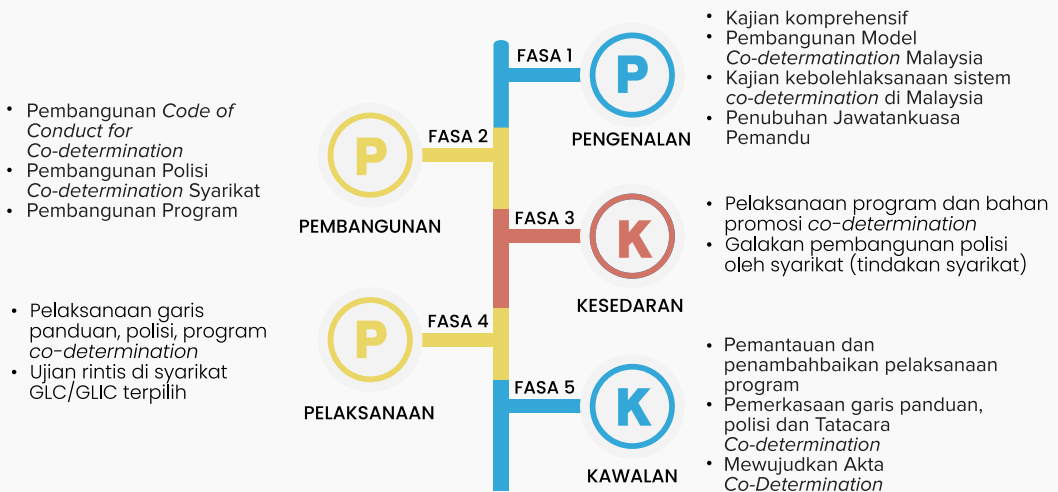 FASA 1
P
PENGENALAN
• Kajian komprehensif
• Pembangunan Model
Co-determatination Malaysia
• Kajian kebolehlaksanaan sistem
co-determination di Malaysia
• Penubuhan Jawatankuasa
Pemandu
FASA 2
P
PEMBANGUNAN
• Pembangunan Code of
Conduct for
Co-determination
• Pembangunan Polisi
Co-determination Syarikat
• Pembangunan Program
FASA 3
K
KESEDARAN
• Pelaksanaan program dan bahan
promosi co-determination
• Galakan pembangunan polisi
oleh syarikat (tindakan syarikat)
FASA 4
P
PELAKSANAAN
• Pelaksanaan garis
panduan, polisi, program
co-determination
• Ujian rintis di syarikat
GLC/GLIC terpilih
FASA 5
K
KAWALAN
• Pemantauan dan
penambahbaikan pelaksanaan
program
• Pemerkasaan garis panduan,
polisi dan Tatacara
Co-determination
• Mewujudkan Akta
Co-Determination